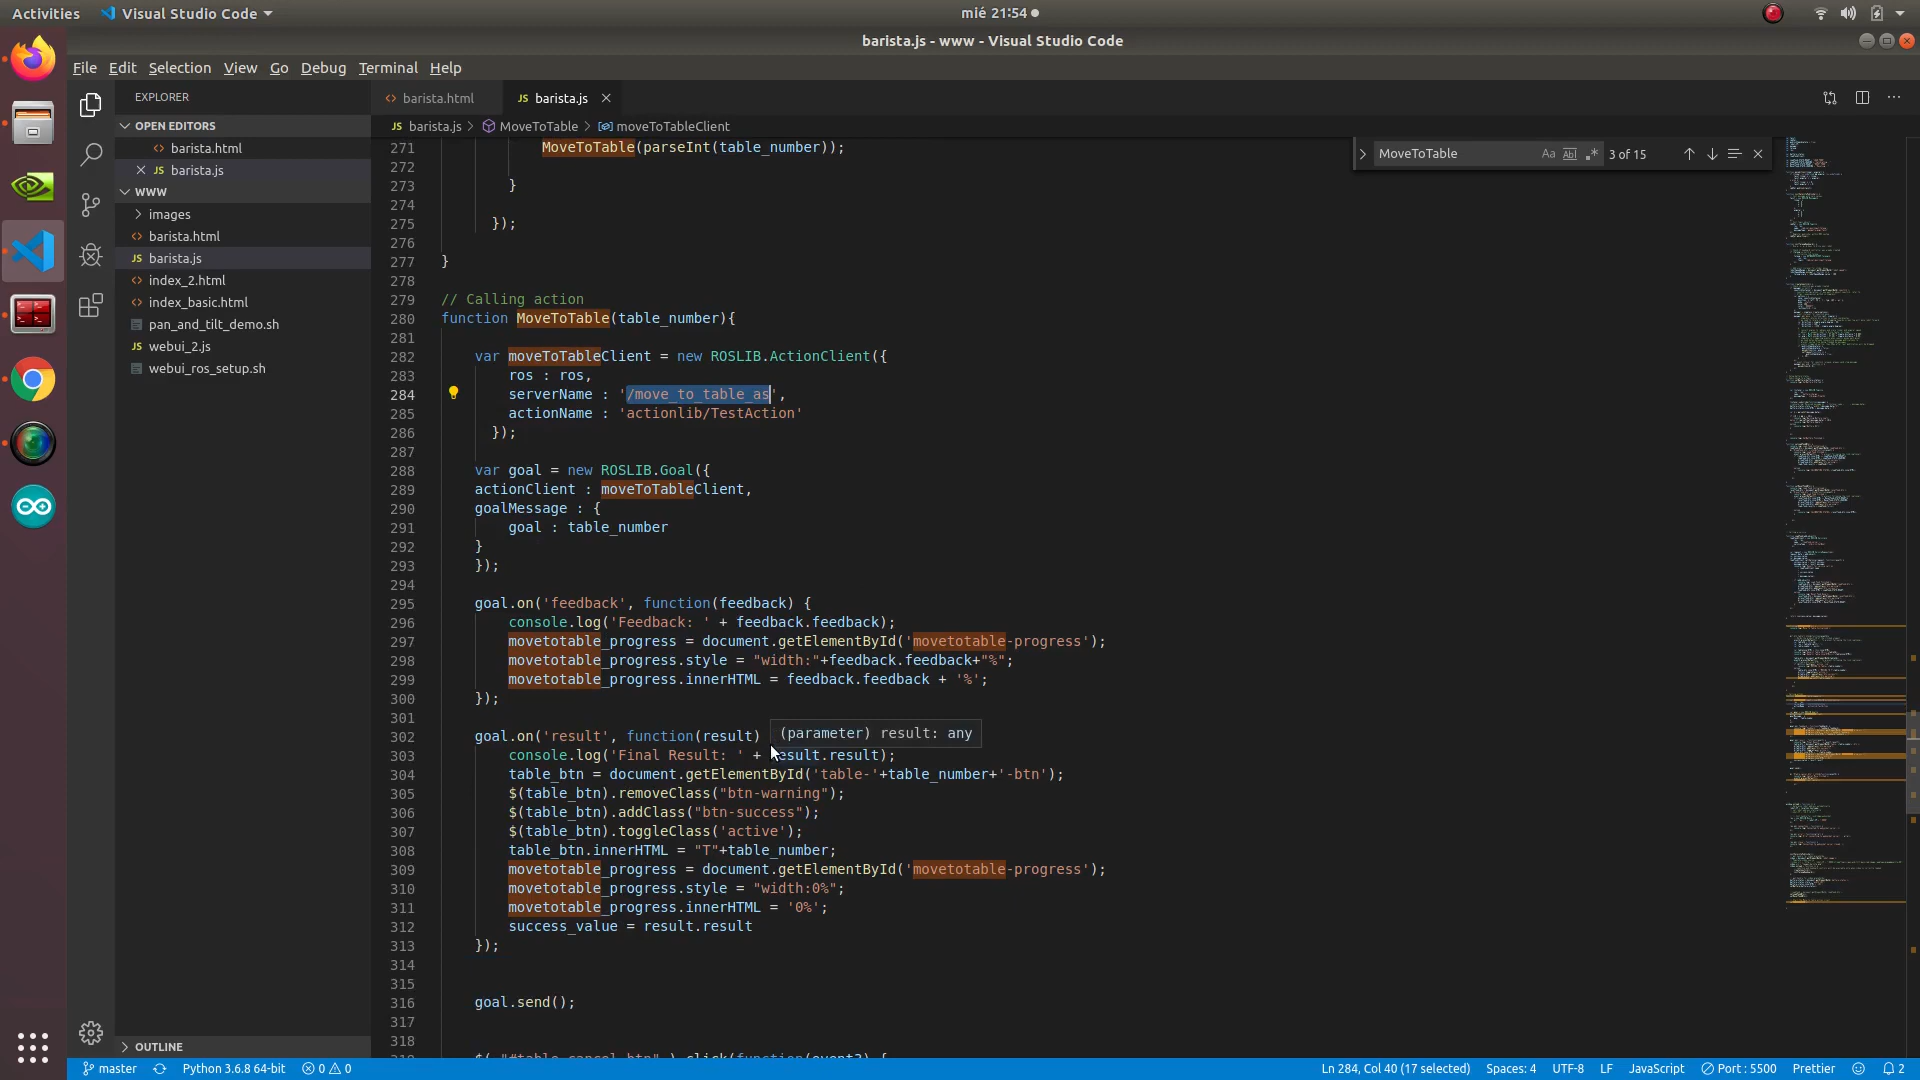 Activities
Visual Studio Code
mié 21:54
barista.js - www - Visual Studio Code
File Edit Selection View Go Debug Terminal Help
EXPLORER
OPEN EDITORS
barista.html
JS barista.js
WWW
images
barista.html
JS barista.js
index_2.html
index_basic.html
pan_and_tilt_demo.sh
JS webui_2.js
webui_ros_setup.sh
OUTLINE
barista.html
JS barista.js
JS barista.js > MoveToTable > moveToTableClient
MoveToTable
Aa Abl .* 3 of 15
271 MoveToTable(parseInt(table_number));
272
273 }
274
275 });
276
277 }
278
279 // Calling action
280 function MoveToTable(table_number){
281
282 var moveToTableClient = new ROSLIB.ActionClient({
283 ros : ros,
284 serverName : '/move_to_table_as',
285 actionName : 'actionlib/TestAction'
286 });
287
288 var goal = new ROSLIB.Goal({
289 actionClient : moveToTableClient,
290 goalMessage : {
291 goal : table_number
292 }
293 });
294
295 goal.on('feedback', function(feedback) {
296 console.log('Feedback: ' + feedback.feedback);
297 movetotable_progress = document.getElementById('movetotable-progress');
298 movetotable_progress.style = "width:"+feedback.feedback+"%";
299 movetotable_progress.innerHTML = feedback.feedback + '%';
300 });
301
302 goal.on('result', function(result)
(parameter) result: any
303 console.log('Final Result: ' + result.result);
304 table_btn = document.getElementById('table-'+table_number+'-btn');
305 $(table_btn).removeClass("btn-warning");
306 $(table_btn).addClass("btn-success");
307 $(table_btn).toggleClass('active');
308 table_btn.innerHTML = "T"+table_number;
309 movetotable_progress = document.getElementById('movetotable-progress');
310 movetotable_progress.style = "width:0%";
311 movetotable_progress.innerHTML = '0%';
312 success_value = result.result
313 });
314
315
316 goal.send();
317
318
master
Python 3.6.8 64-bit
0 0
Ln 284, Col 40 (17 selected)
Spaces: 4
UTF-8
LF
JavaScript
Port : 5500
Prettier
2